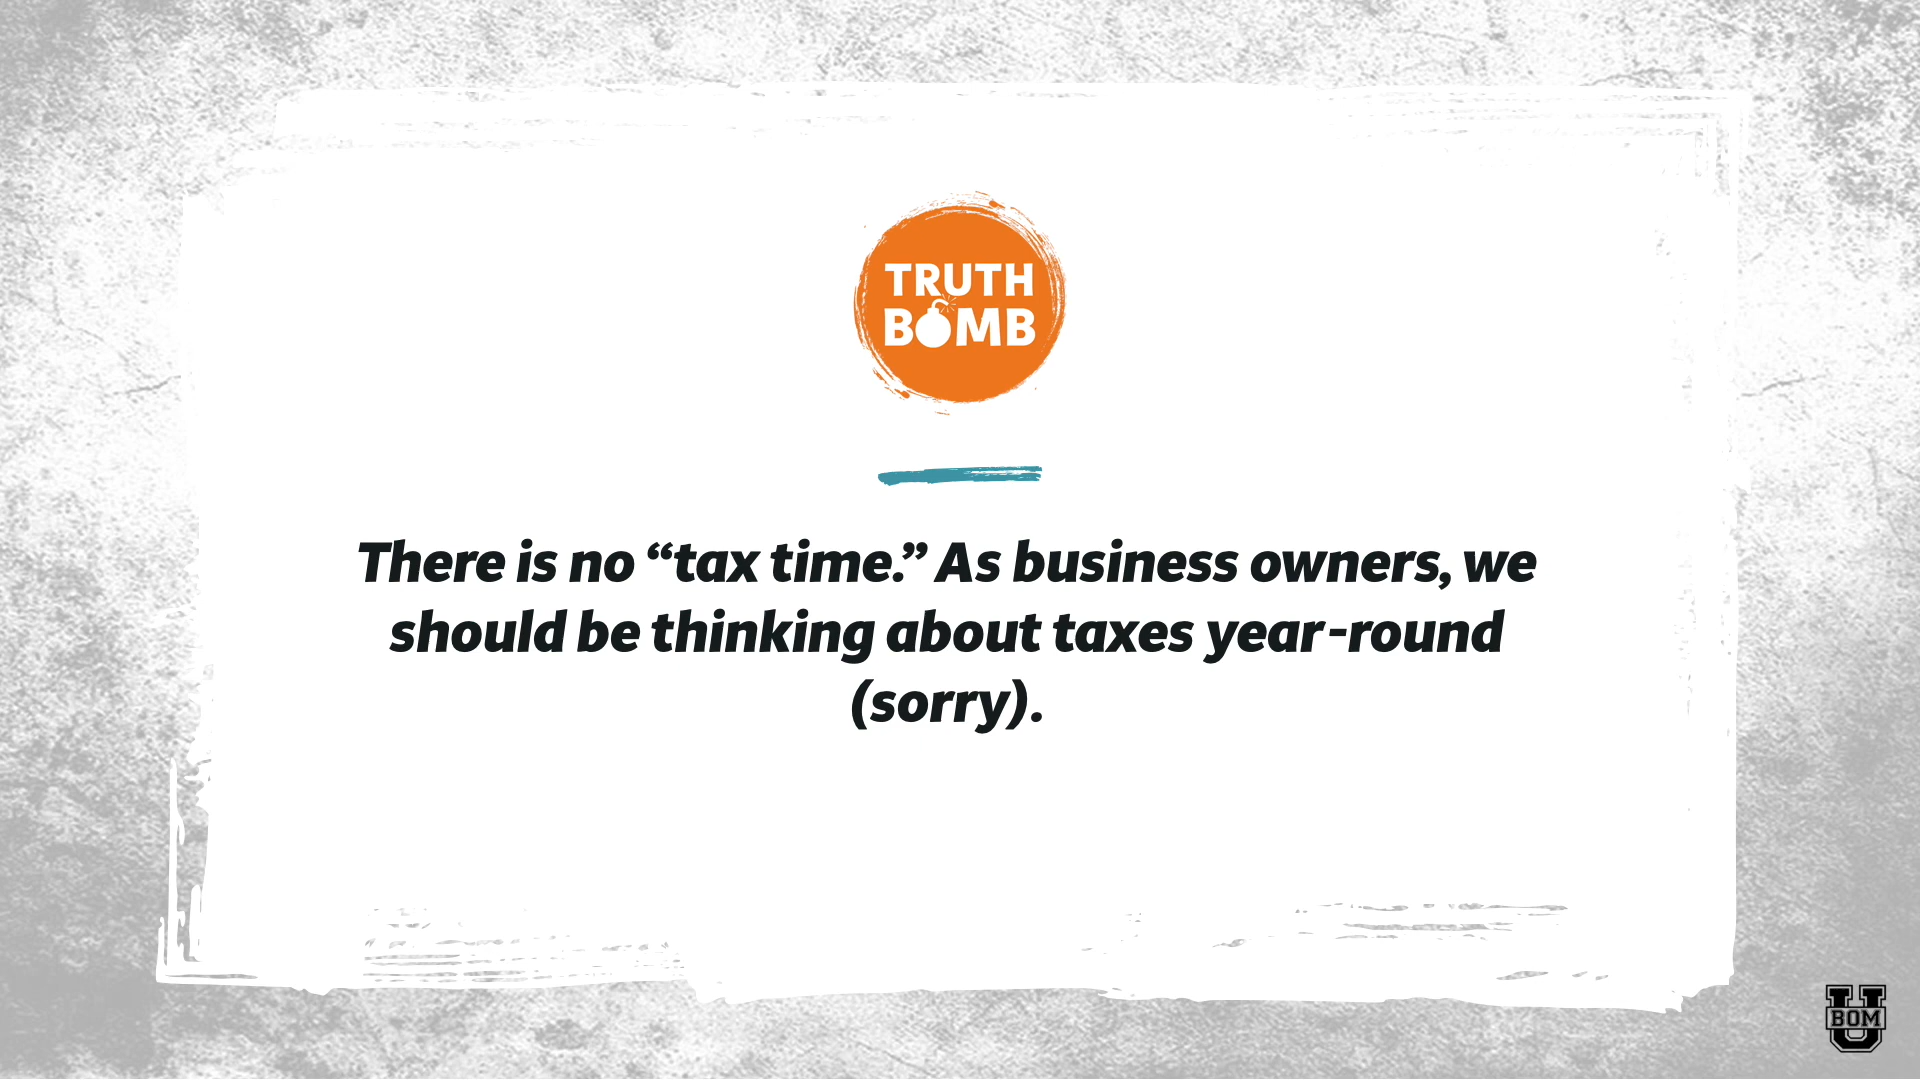 TRUTH
BOMB
There is no “tax time.” As business owners, we
should be thinking about taxes year-round
(sorry).
U
BOM